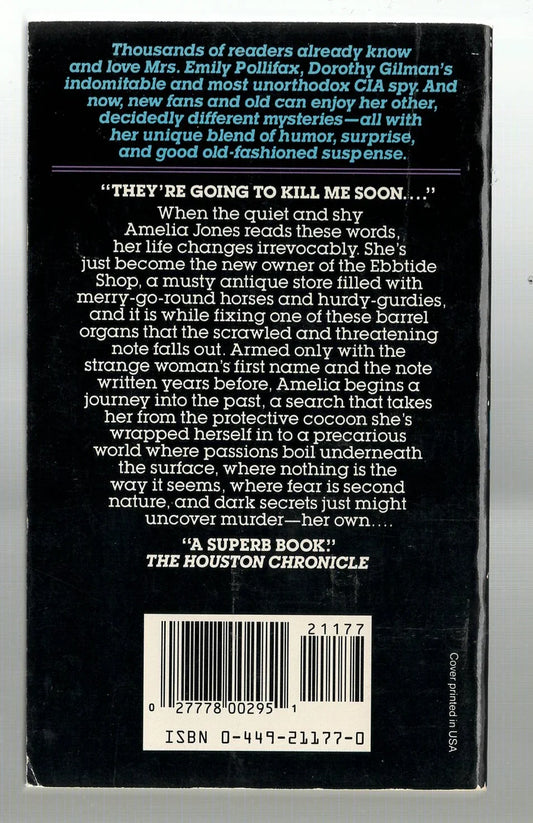 Thousands of readers already know
and love Mrs. Emily Pollifax, Dorothy Gilman's
indomitable and most unorthodox CIA spy. And
now, new fans and old can enjoy her other,
decidedly different mysteries—all with
her unique blend of humor, surprise,
and good old-fashioned suspense.
"THEY'RE GOING TO KILL ME SOON...."
When the quiet and shy
Amelia Jones reads these words,
her life changes irrevocably. She's
just become the new owner of the Ebbtide
Shop, a musty antique store filled with
merry-go-round horses and hurdy-gurdies,
and it is while fixing one of these barrel
organs that the scrawled and threatening
note falls out. Armed only with the
strange woman's first name and the note
written years before, Amelia begins a
journey into the past, a search that takes
her from the protective cocoon she's
wrapped herself in to a precarious
world where passions boil underneath
the surface, where nothing is the
way it seems, where fear is second
nature, and dark secrets just might
uncover murder—her own....
"A SUPERB BOOK."
THE HOUSTON CHRONICLE
21177
0 27778 00295 1
ISBN 0-449-21177-0
Cover printed in USA